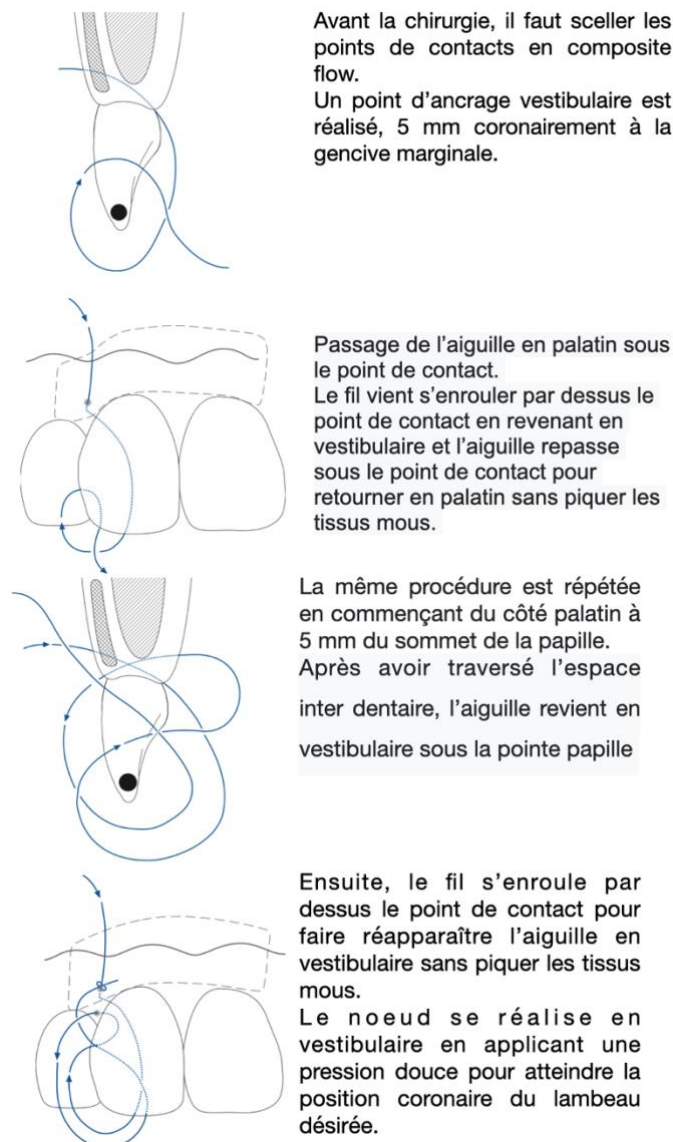 Avant la chirurgie, il faut sceller les
points de contacts en composite
flow.
Un point d'ancrage vestibulaire est
réalisé, 5 mm coronairement à la
gencive marginale.
Passage de l'aiguille en palatin sous
le point de contact.
Le fil vient s'enrouler par dessus le
point de contact en revenant en
vestibulaire et l'aiguille repasse
sous le point de contact pour
retourner en palatin sans piquer les
tissus mous.
La même procédure est répétée
en commençant du côté palatin à
5 mm du sommet de la papille.
Après avoir traversé l'espace
inter dentaire, l'aiguille revient en
vestibulaire sous la pointe papille
Ensuite, le fil s'enroule par
dessus le point de contact pour
faire réapparaître l'aiguille en
vestibulaire sans piquer les tissus
mous.
Le noeud se réalise en
vestibulaire en applicant une
pression douce pour atteindre la
position coronaire du lambeau
désirée.